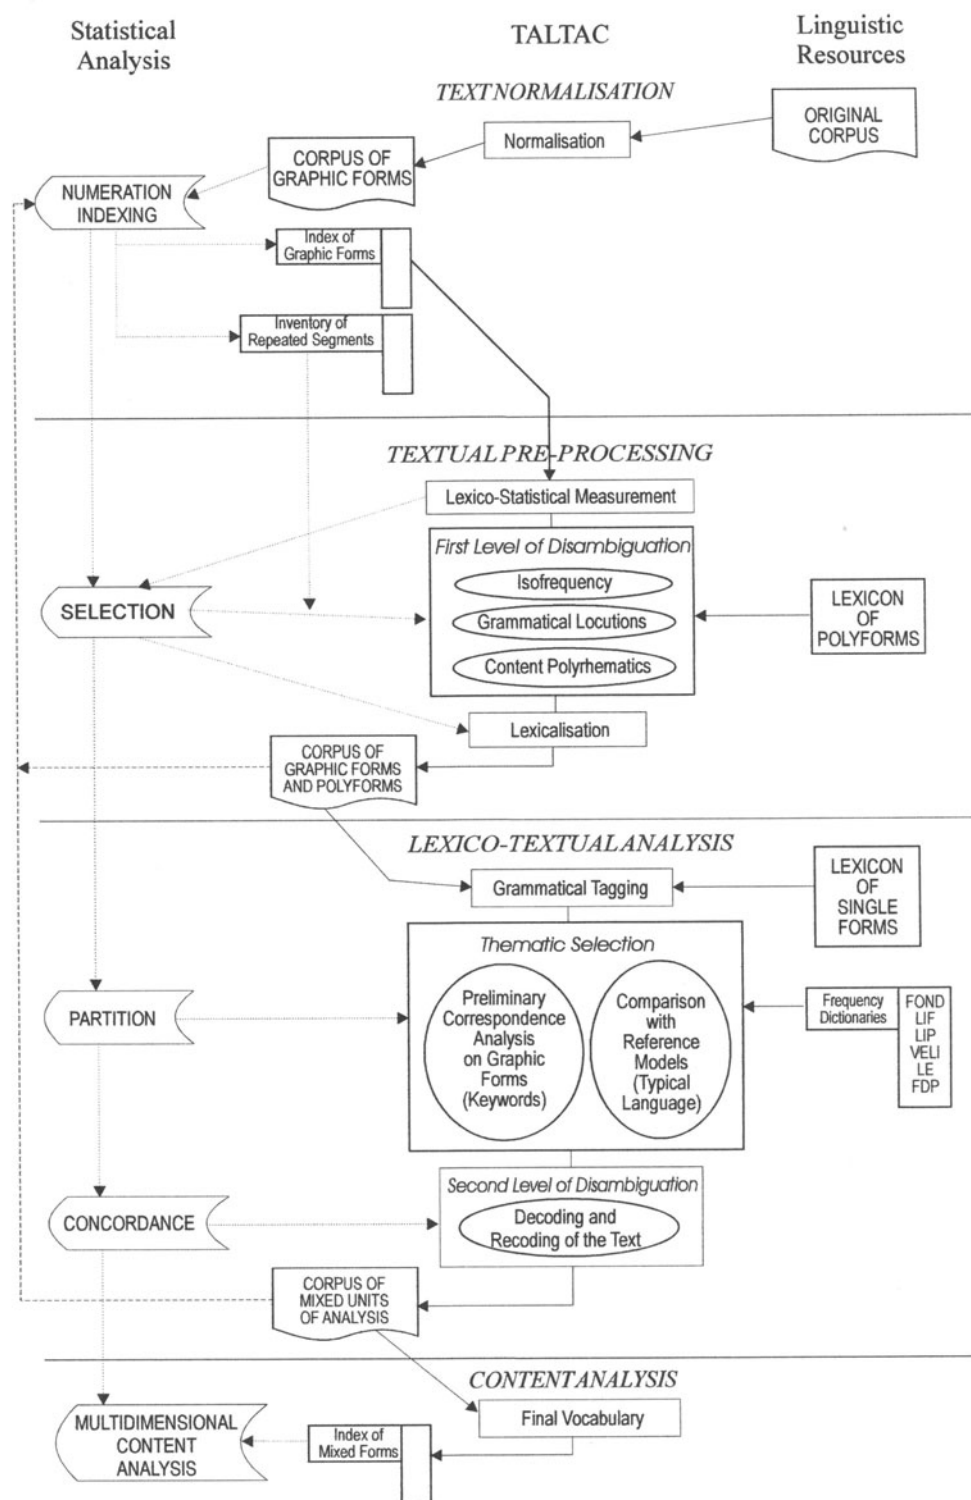 Statistical
Analysis
TALTAC
Linguistic
Resources
TEXT NORMALISATION
ORIGINAL
CORPUS
Normalisation
CORPUS OF
GRAPHIC FORMS
NUMERATION
INDEXING
Index of
Graphic Forms
Inventory of
Repeated Segments
TEXTUAL PRE-PROCESSING
Lexico-Statistical Measurement
First Level of Disambiguation
Isofrequency
SELECTION
Grammatical Locutions
LEXICON
OF
POLYFORMS
Content Polyrhematics
Lexicalisation
CORPUS OF
GRAPHIC FORMS
AND POLYFORMS
LEXICO-TEXTUAL ANALYSIS
Grammatical Tagging
LEXICON
OF
SINGLE
FORMS
Thematic Selection
PARTITION
Preliminary
Correspondence
Analysis
on Graphic
Forms
(Keywords)
Comparison
with
Reference
Models
(Typical
Language)
Frequency
Dictionaries
FOND
LIF
LIP
VELI
LE
FDP
Second Level of Disambiguation
CONCORDANCE
Decoding and
Recoding of the Text
CORPUS OF
MIXED UNITS
OF ANALYSIS
CONTENT ANALYSIS
Final Vocabulary
MULTIDIMENSIONAL
CONTENT
ANALYSIS
Index of
Mixed Forms